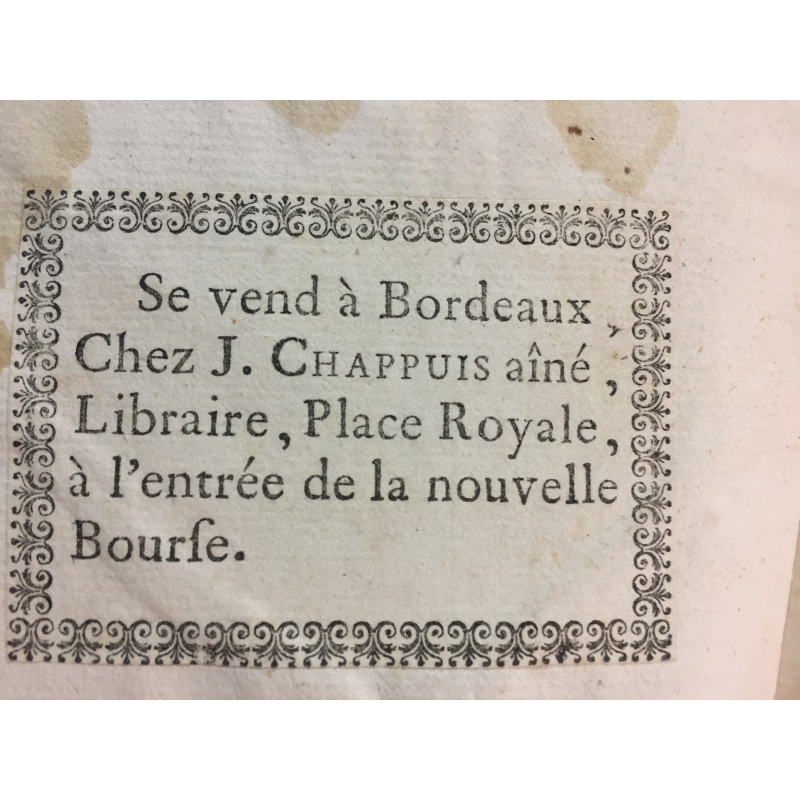 Se vend à Bordeaux,
Chez J. CHAPPUIS aîné,
Libraire, Place Royale,
à l'entrée de la nouvelle
Bourſe.